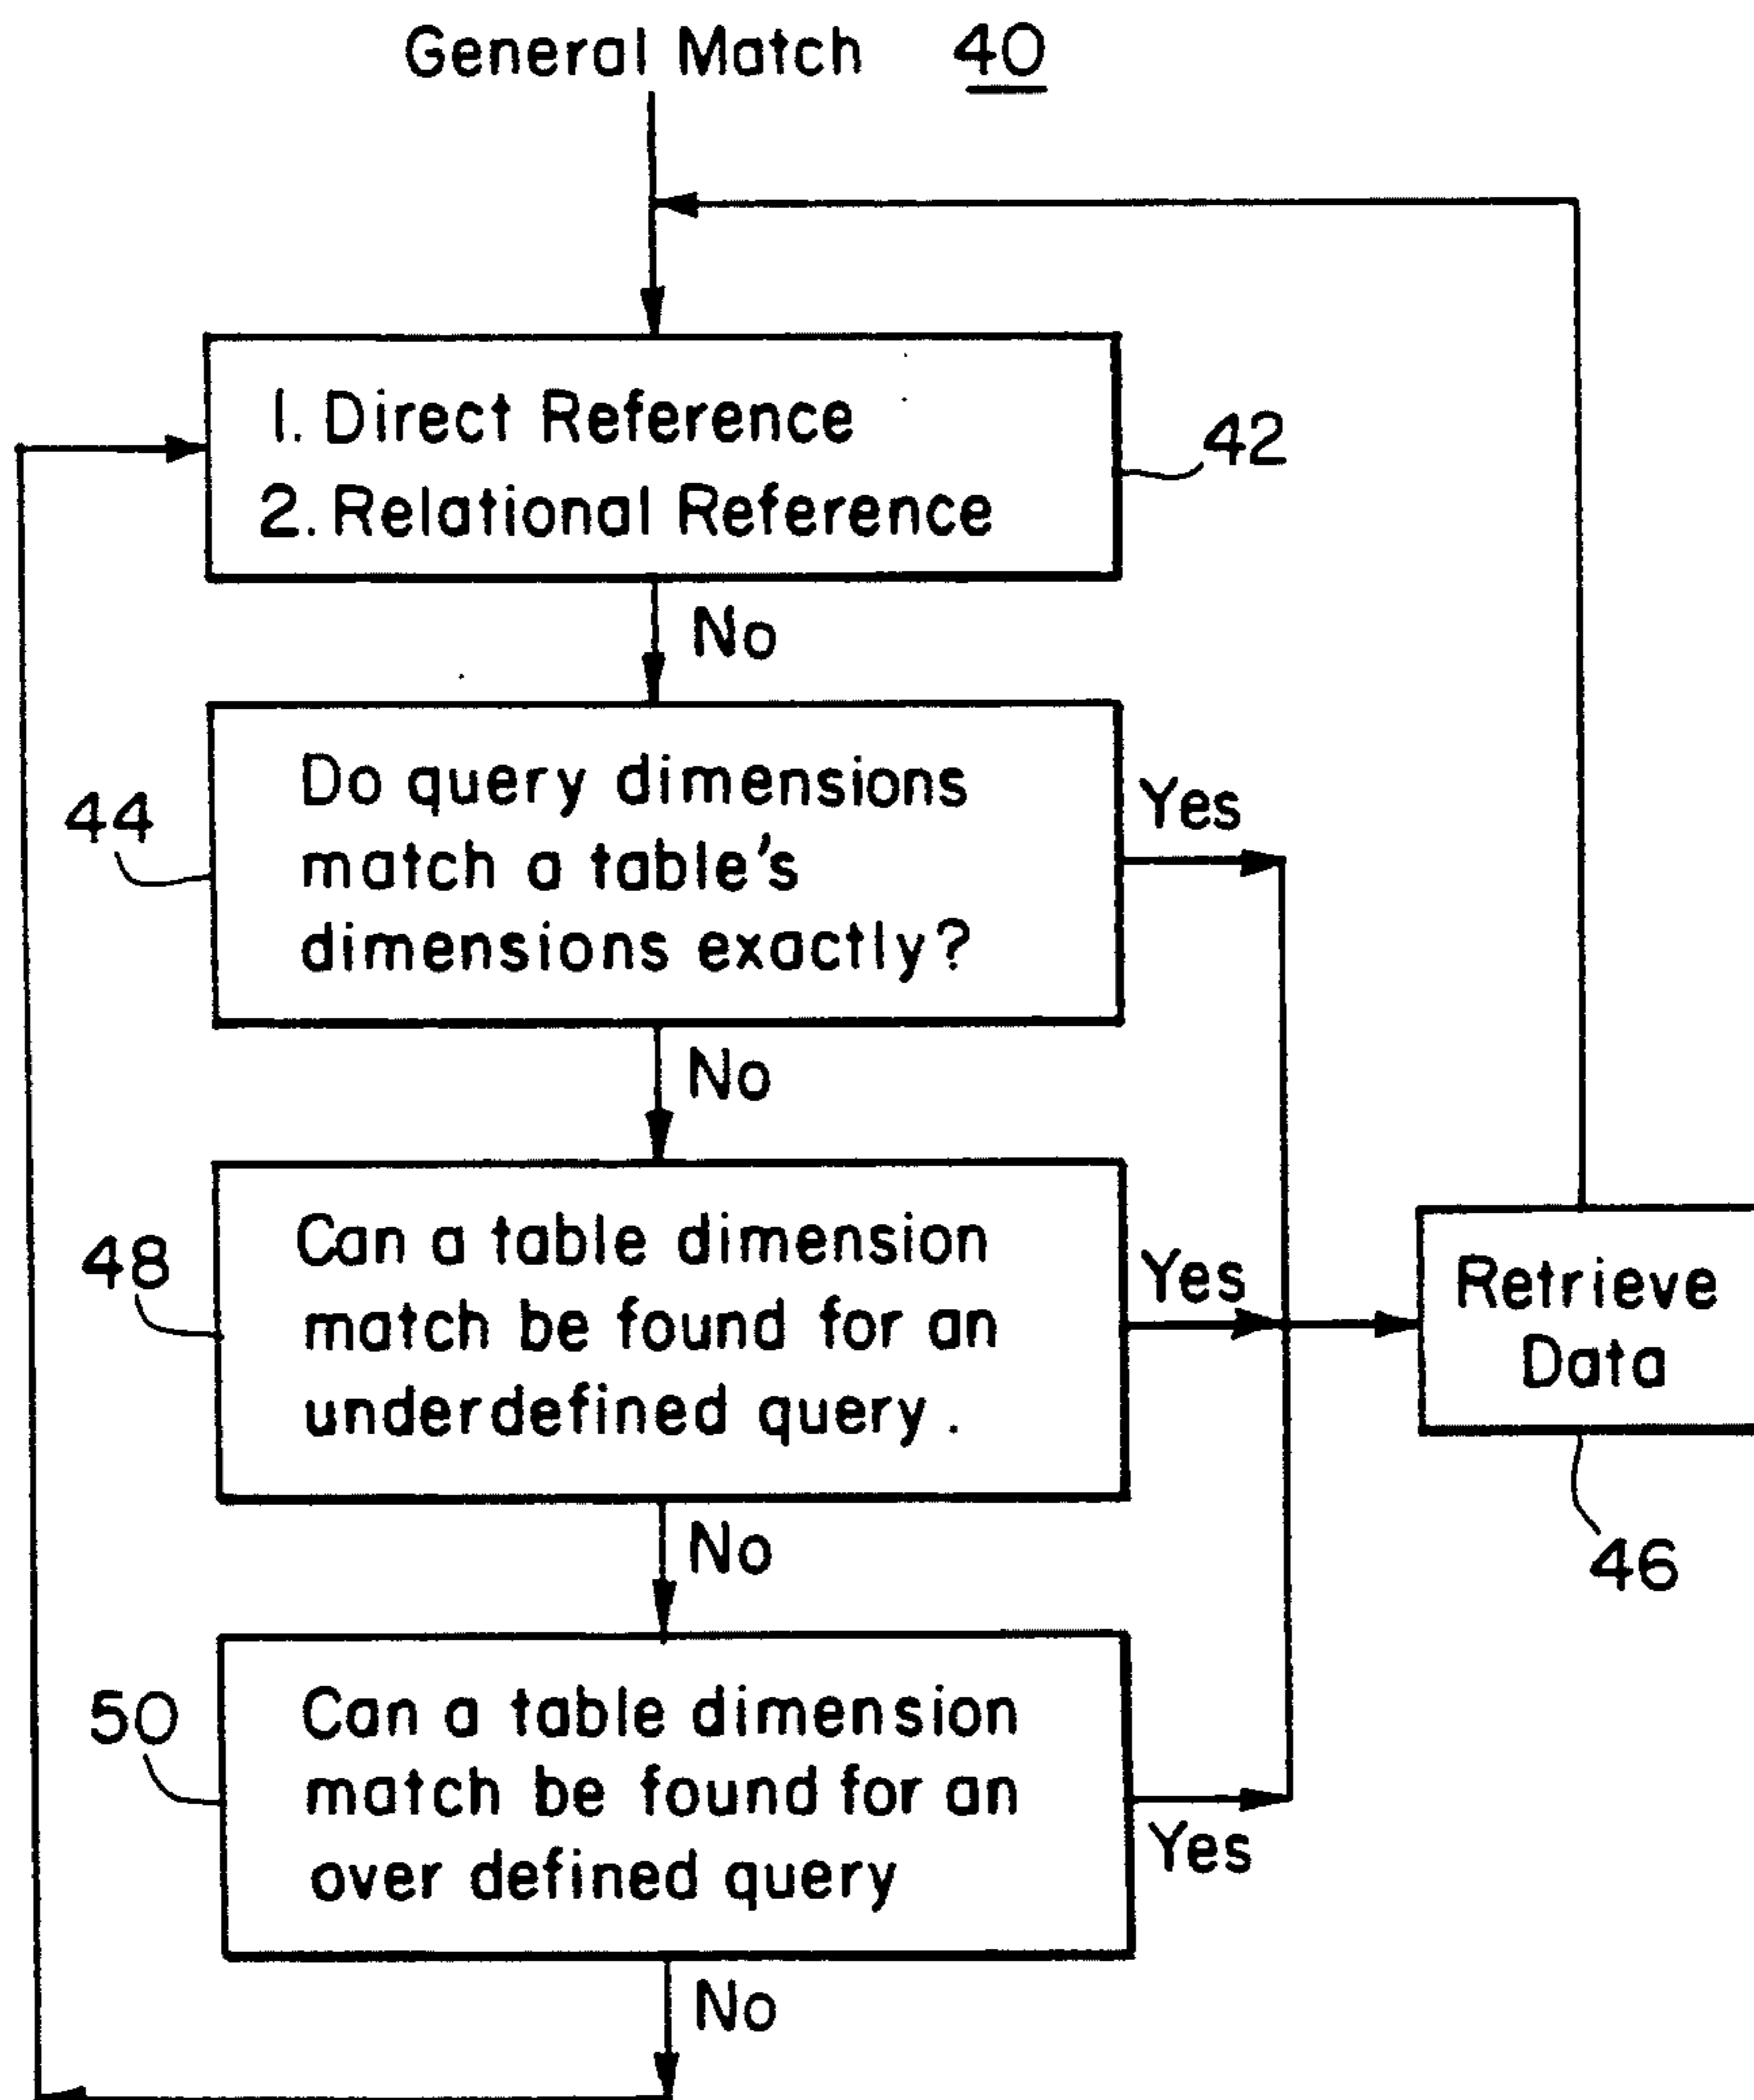 General Match 40
1. Direct Reference
2. Relational Reference
42
No
Do query dimensions
match a table's
dimensions exactly?
44
Yes
No
Can a table dimension
match be found for an
underdefined query.
48
Yes
Retrieve
Data
46
No
Can a table dimension
match be found for an
over defined query
50
Yes
No